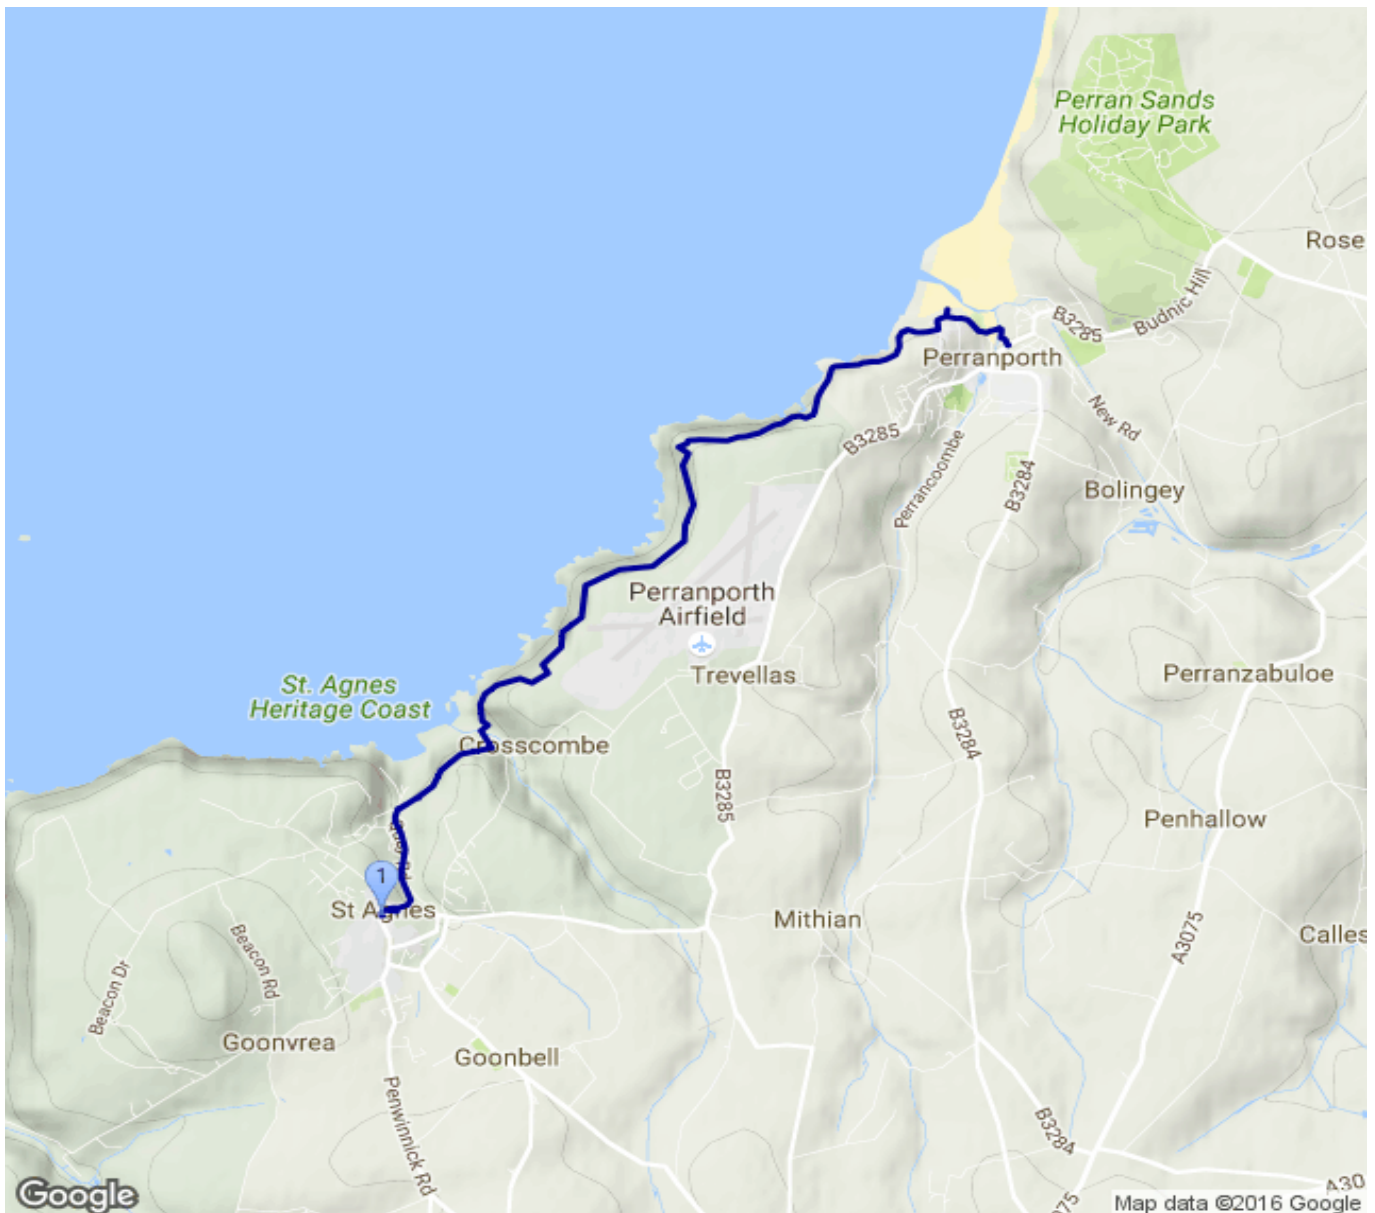 Perran Sands
Holiday Park
Rose
Budnic Hill
B3285
Perranporth
New Rd
B3285
Perrancoombe
B3284
Bolingey
Perranporth
Airfield
Trevellas
Perranzabuloe
St. Agnes
Heritage Coast
B3284
Crosscombe
B3285
Penhallow
1
St Agnes
Mithian
A3075
Calles
Beacon Rd
Beacon Dr
Goonvrea
Goonbell
Penwinnick Rd
B3284
A30
075
Google
Map data ©2016 Google